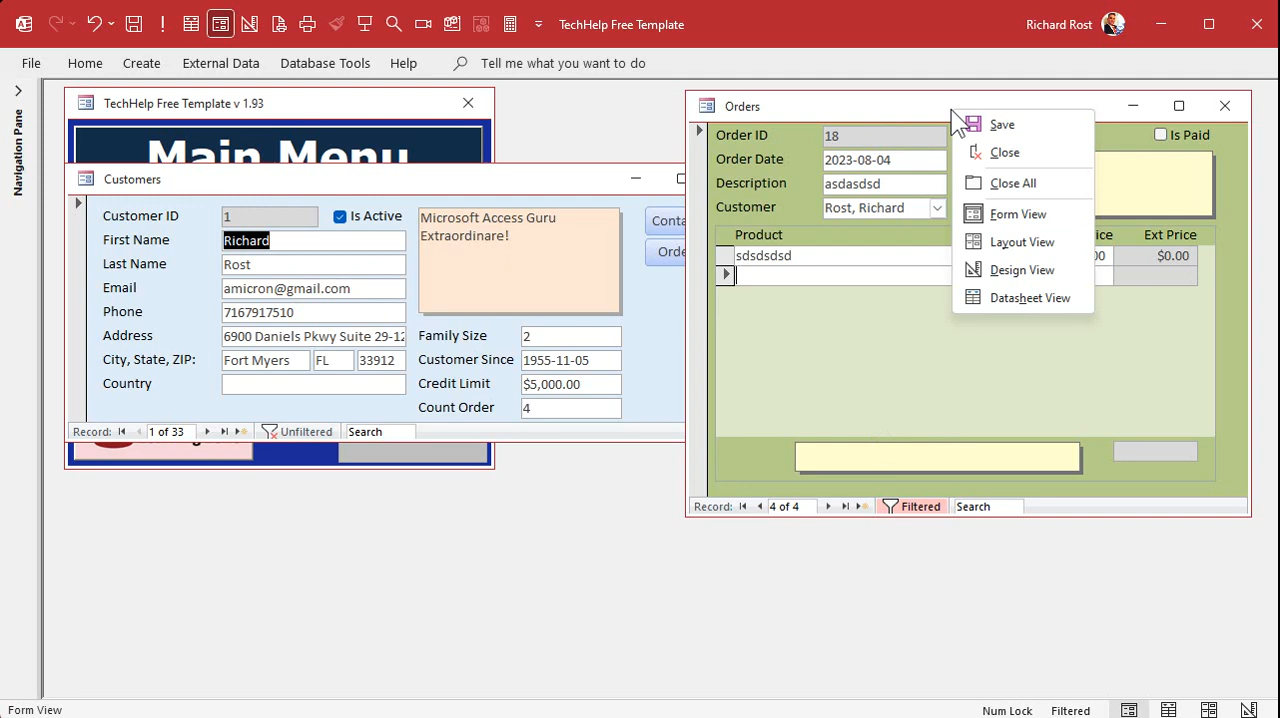 TechHelp Free Template
Richard Rost
File
Home
Create
External Data
Database Tools
Help
Tell me what you want to do
Navigation Pane
TechHelp Free Template v 1.93
Main Menu
Customers
Customer ID
1
Is Active
First Name
Richard
Last Name
Rost
Email
amicron@gmail.com
Phone
7167917510
Address
6900 Daniels Pkwy Suite 29-12
City, State, ZIP:
Fort Myers
FL
33912
Country
Microsoft Access Guru
Extraordinare!
Family Size
2
Customer Since
1955-11-05
Credit Limit
$5,000.00
Count Order
4
Conta
Orde
Record:
1 of 33
Unfiltered
Search
Orders
Order ID
18
Order Date
2023-08-04
Description
asdasdsd
Customer
Rost, Richard
Is Paid
Product
ce
Ext Price
sdsdsdsd
00
$0.00
Record:
4 of 4
Filtered
Search
Save
Close
Close All
Form View
Layout View
Design View
Datasheet View
Form View
Num Lock
Filtered